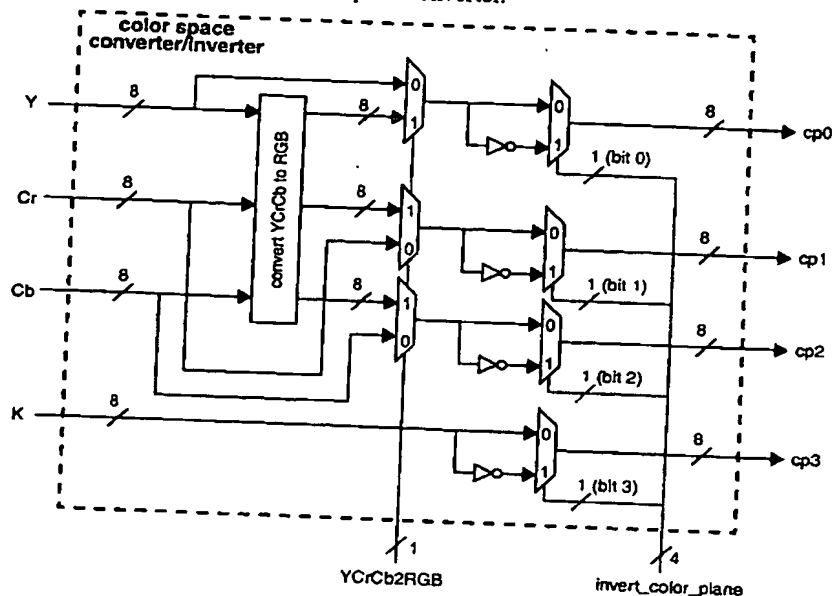 color space
converter/inverter
Y
8
0
1
8
8
0
1
8
cp0
1 (bit 0)
convert YCrCb to RGB
Cr
8
8
1
0
0
1
8
cp1
1 (bit 1)
Cb
8
8
1
0
0
1
8
cp2
1 (bit 2)
K
8
0
1
8
cp3
1 (bit 3)
1
YCrCb2RGB
4
invert_color_plane